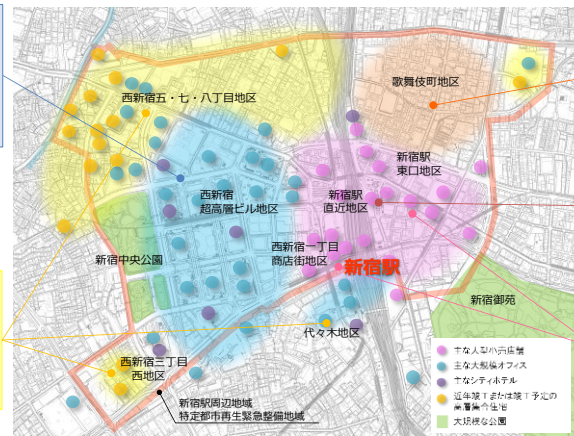 歌舞伎町地区
西新宿五・七・八丁目地区
新宿駅
東口地区
西新宿
超高層ビル地区
新宿駅
直近地区
西新宿一丁目
商店街地区
新宿中央公園
新宿駅
新宿御苑
代々木地区
西新宿三丁目
西地区
新宿駅周辺地域
特定都市再生緊急整備地域
主な大型小売店舗
主な大規模オフィス
主なシティホテル
近年竣工または竣工予定の
高層集合住宅
大規模な公園